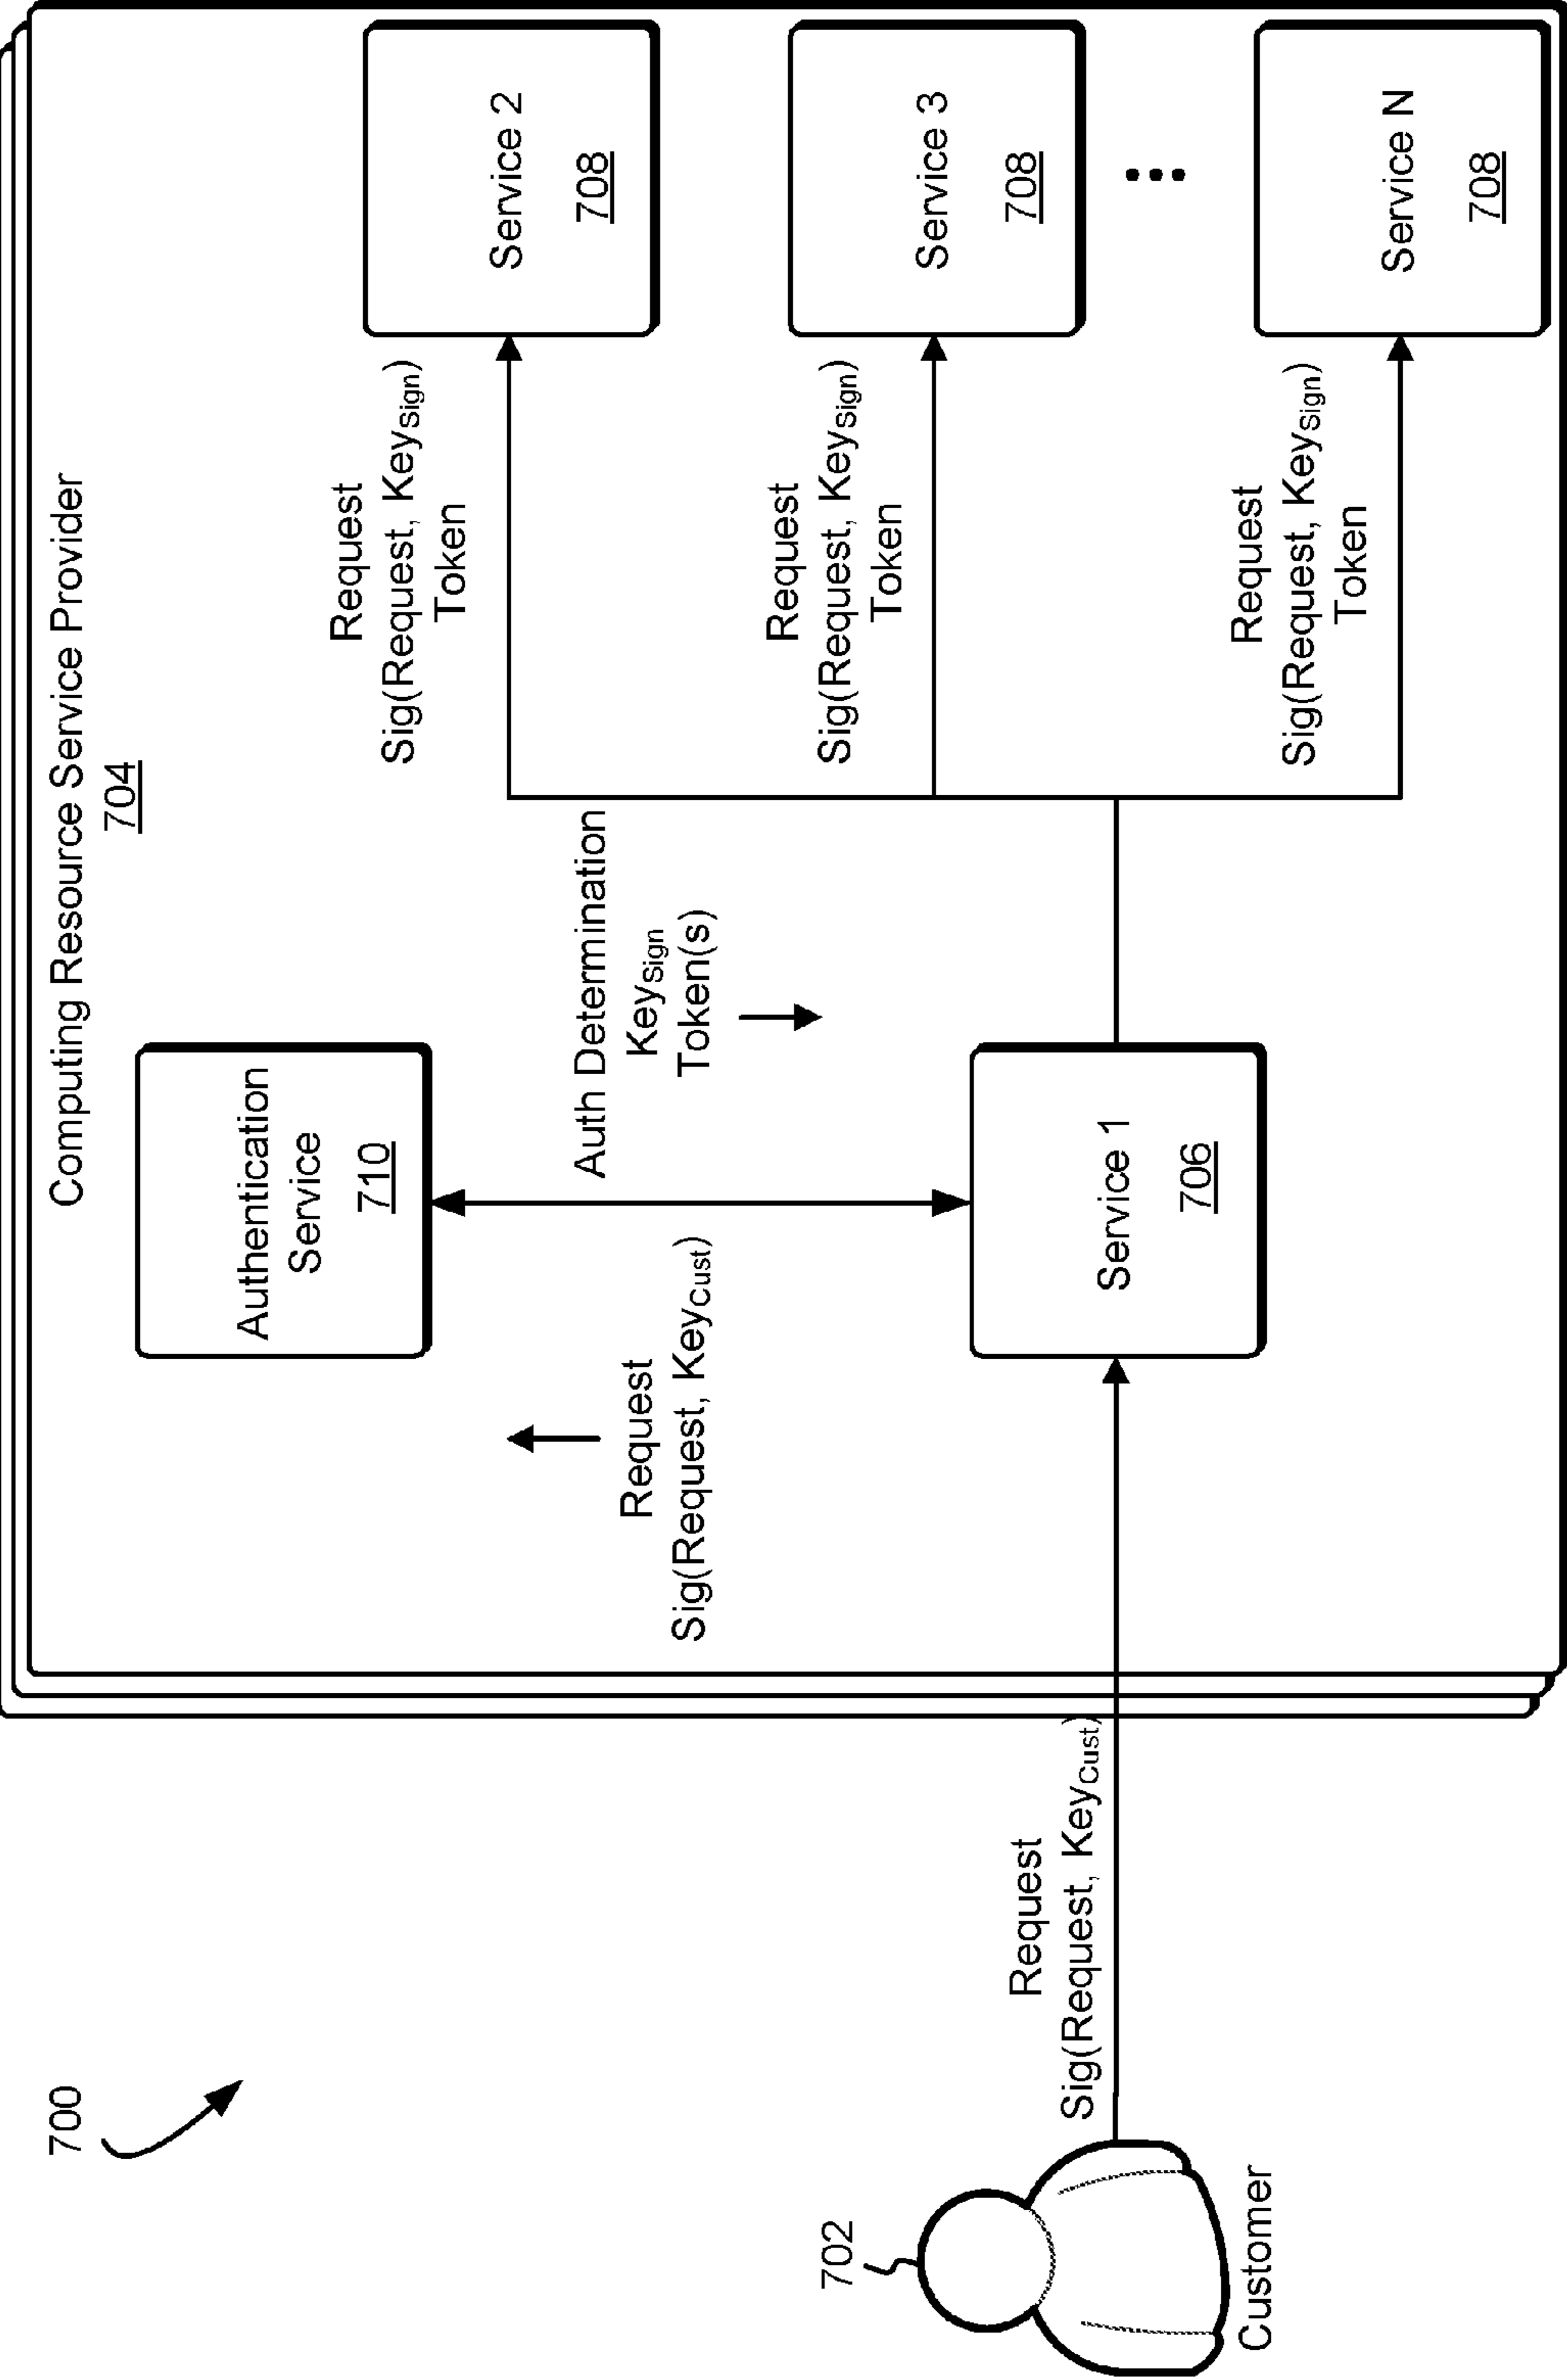 700
Computing Resource Service Provider
704
Authentication
Service
710
Request
Sig(Request, KeyCust)
Auth Determination
KeySign
Token(s)
Request
Sig(Request, KeySign)
Token
Service 2
708
Request
Sig(Request, KeySign)
Token
Service 3
708
Request
Sig(Request, KeySign)
Token
Service N
708
Service 1
706
Request
Sig(Request, KeyCust)
702
Customer